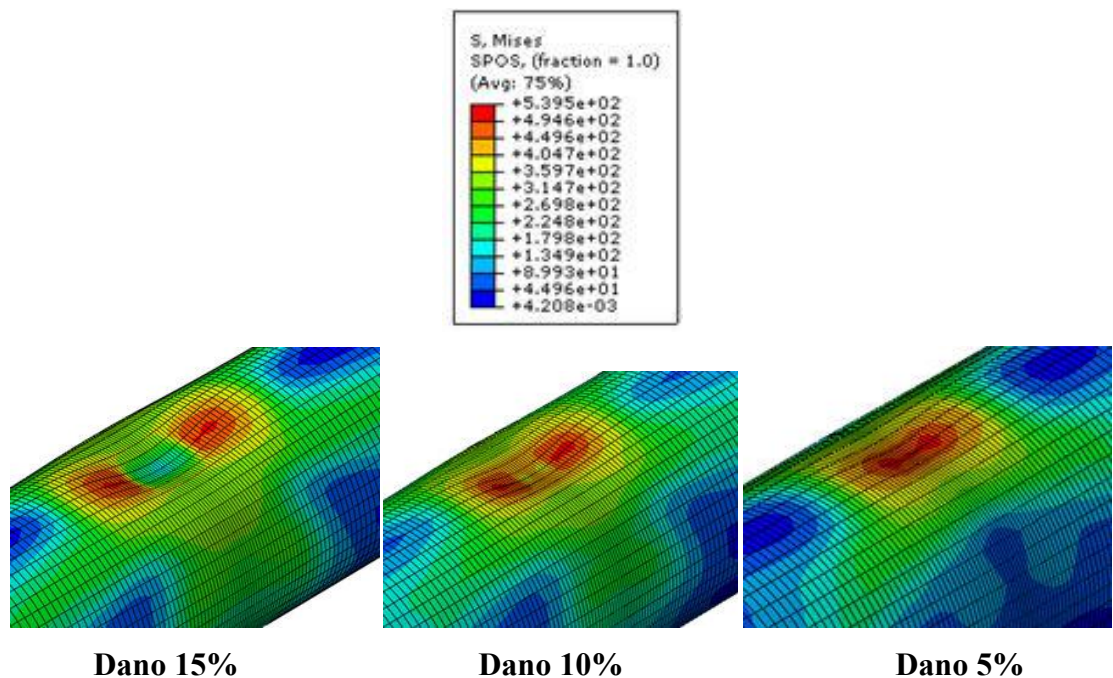 S, Mises
SPOS, (fraction = 1.0)
(Avg: 75%)
+5.395e+02
+4.946e+02
+4.496e+02
+4.047e+02
+3.597e+02
+3.147e+02
+2.698e+02
+2.248e+02
+1.798e+02
+1.349e+02
+8.993e+01
+4.496e+01
+4.208e-03
Dano 15%
Dano 10%
Dano 5%